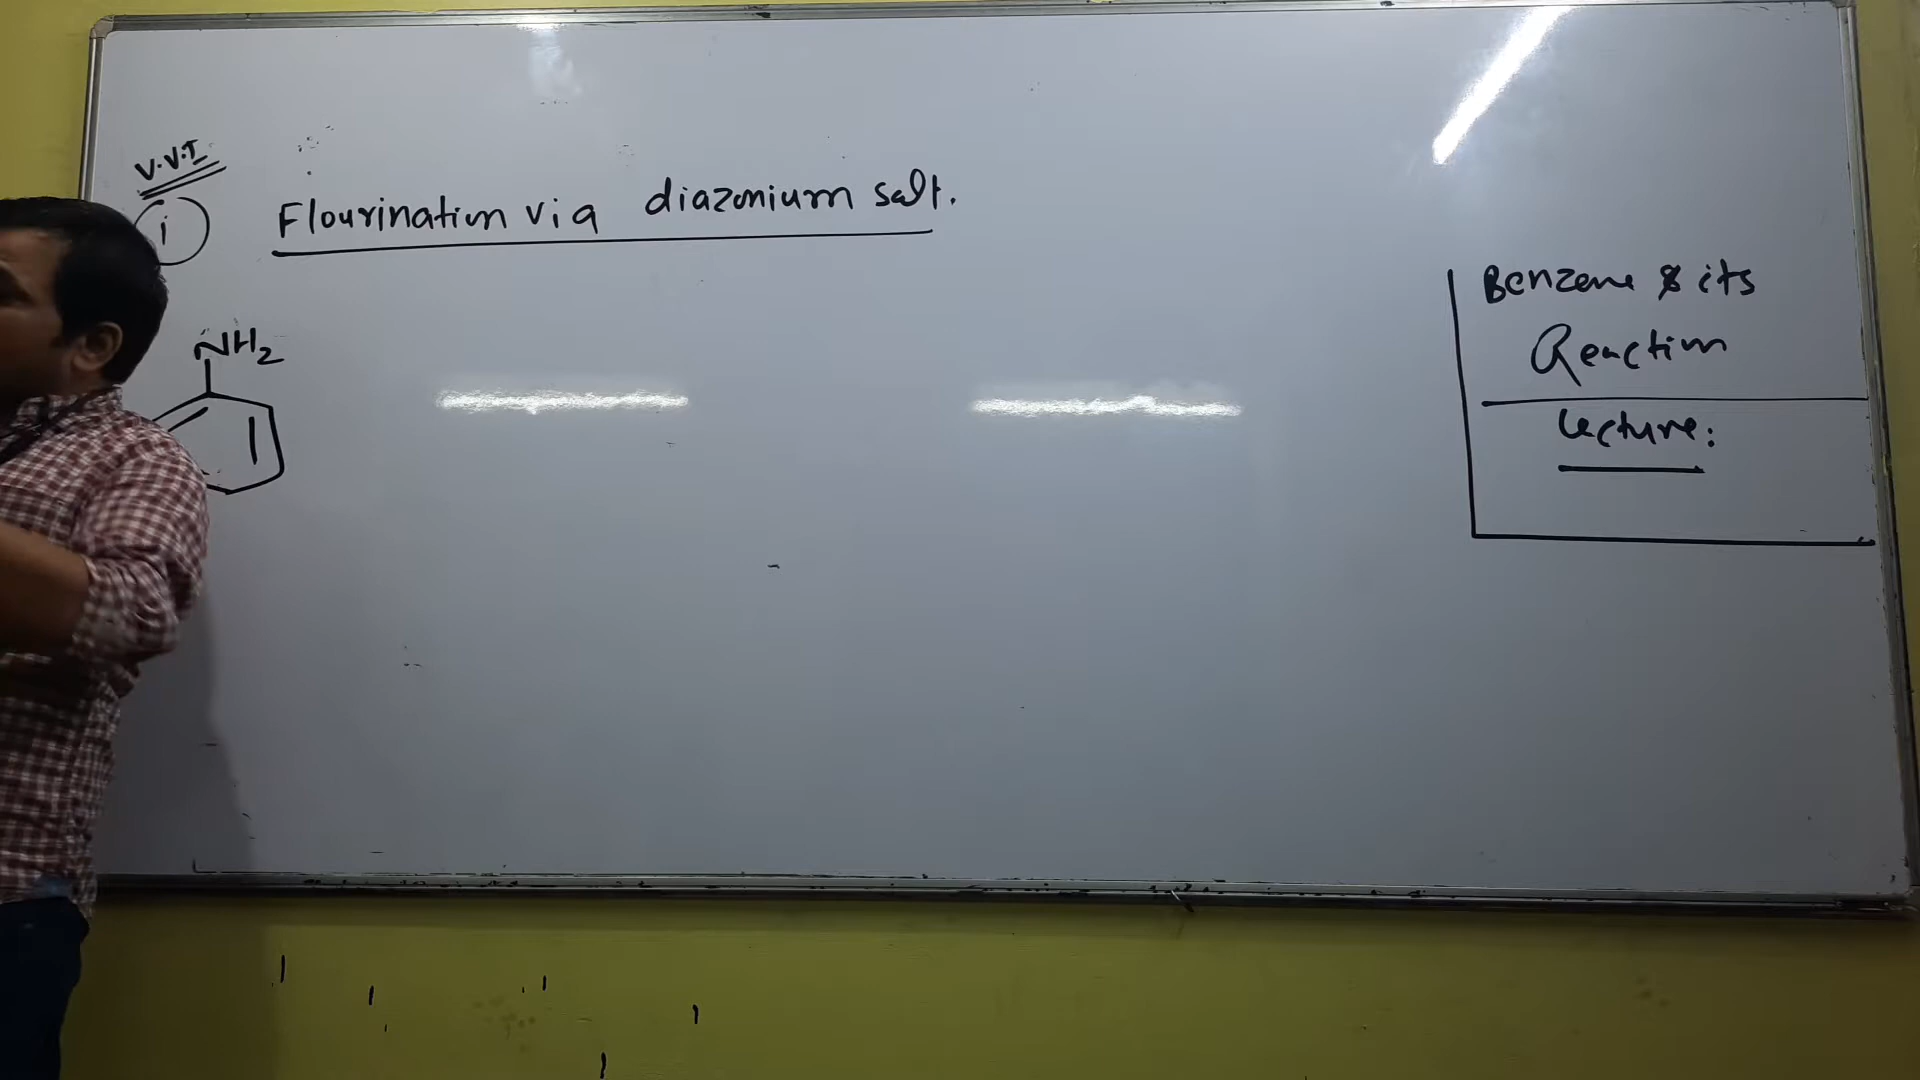 V.V.I
i
Flourination via diazonium salt.
NH2
Benzene & its
Reaction
Lecture: